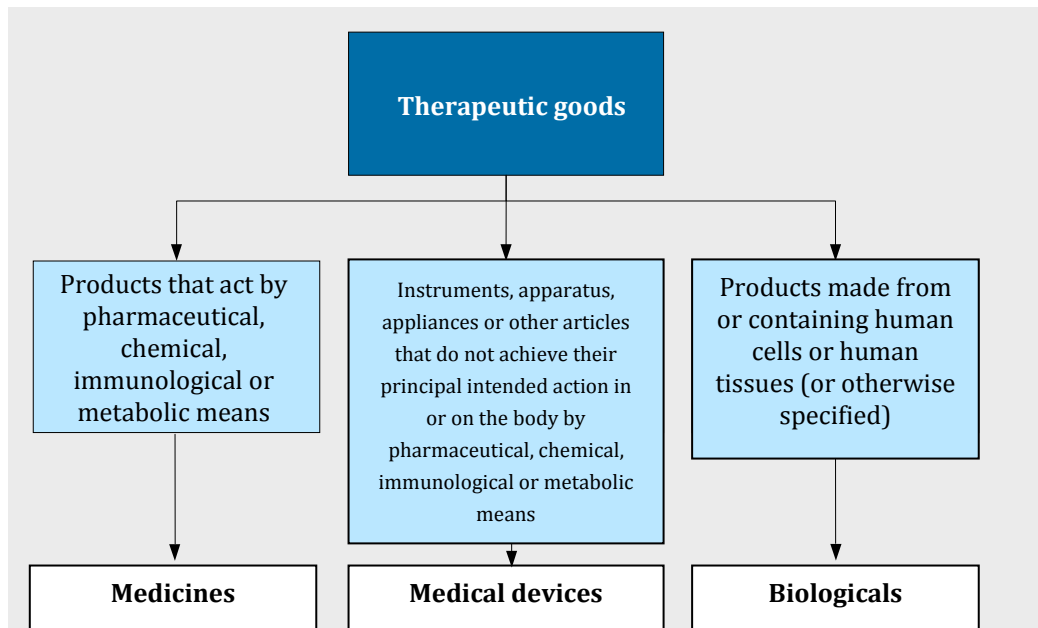 Therapeutic goods
Products that act by
pharmaceutical,
chemical,
immunological or
metabolic means
Instruments, apparatus,
appliances or other articles
that do not achieve their
principal intended action in
or on the body by
pharmaceutical, chemical,
immunological or metabolic
means
Products made from
or containing human
cells or human
tissues (or otherwise
specified)
Medicines
Medical devices
Biologicals